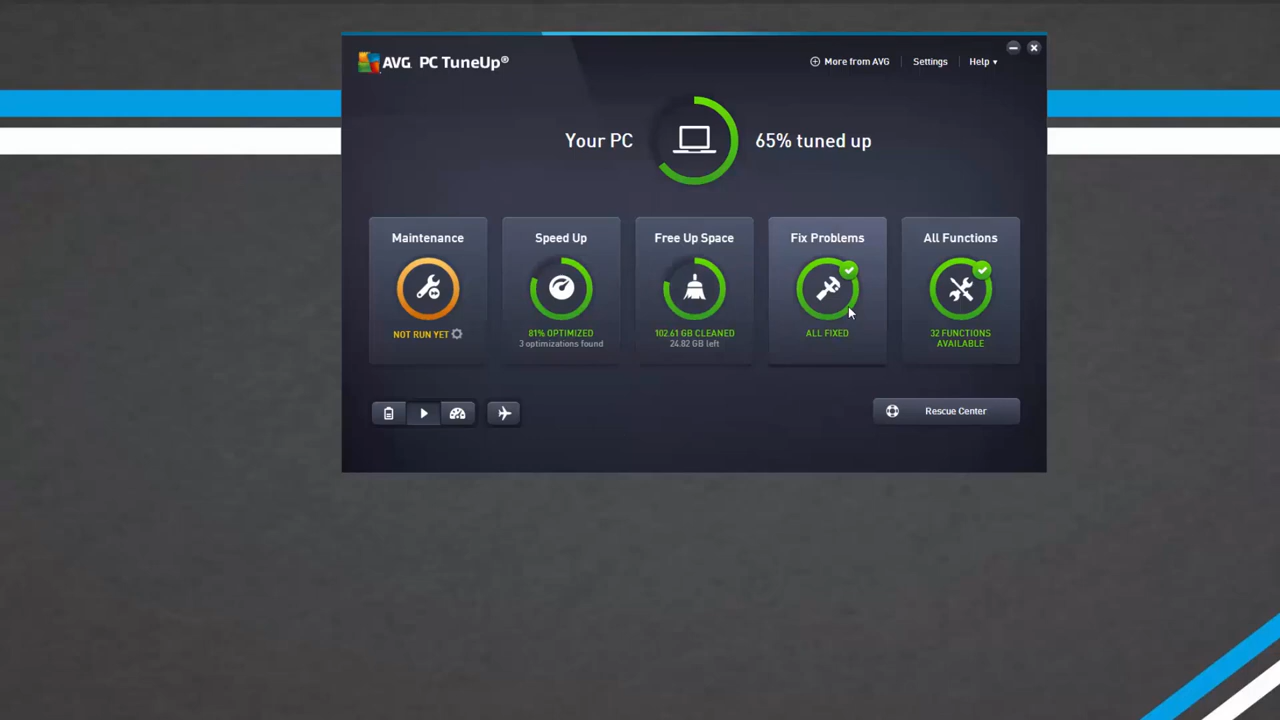 AVG PC TuneUp®
More from AVG
Settings
Help
Your PC
65% tuned up
Maintenance
NOT RUN YET
Speed Up
81% OPTIMIZED
3 optimizations found
Free Up Space
102.61 GB CLEANED
24.82 GB left
Fix Problems
ALL FIXED
All Functions
32 FUNCTIONS
AVAILABLE
Rescue Center